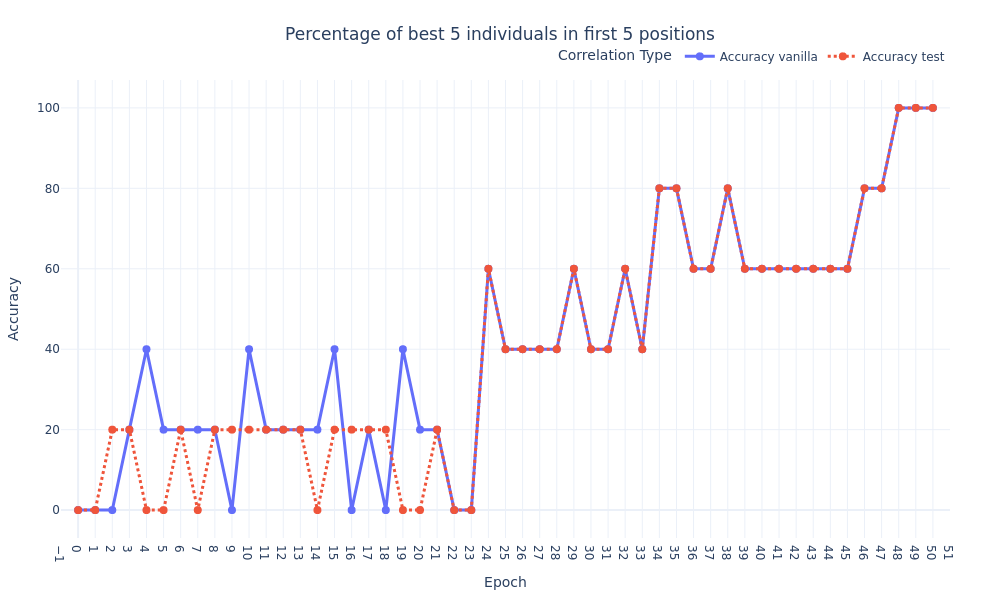 Percentage of best 5 individuals in first 5 positions
Correlation Type Accuracy vanilla Accuracy test
100
80
60
40
20
0
Accuracy
−1 0 1 2 3 4 5 6 7 8 9 10 11 12 13 14 15 16 17 18 19 20 21 22 23 24 25 26 27 28 29 30 31 32 33 34 35 36 37 38 39 40 41 42 43 44 45 46 47 48 49 50 51
Epoch